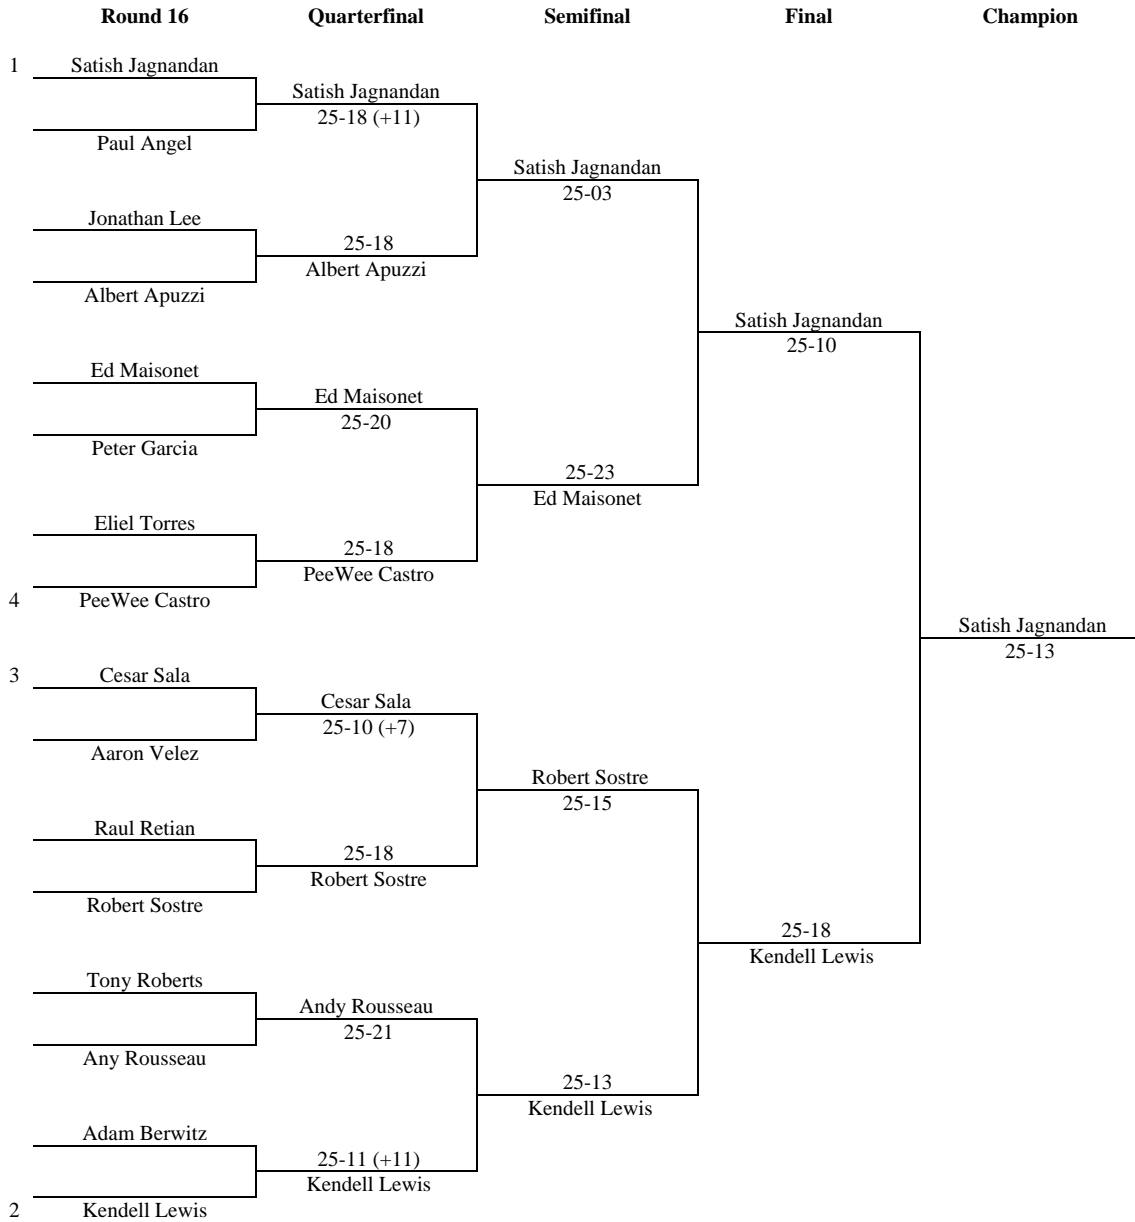 Round 16 Quarterfinal Semifinal Final Champion
1 Satish Jagnandan
Satish Jagnandan
25-18 (+11)
Paul Angel
Satish Jagnandan
25-03
Jonathan Lee
25-18
Albert Apuzzi
Albert Apuzzi
Satish Jagnandan
25-10
Ed Maisonet
Ed Maisonet
25-20
Peter Garcia
25-23
Ed Maisonet
Eliel Torres
25-18
PeeWee Castro
4 PeeWee Castro
Satish Jagnandan
25-13
3 Cesar Sala
Cesar Sala
25-10 (+7)
Aaron Velez
Robert Sostre
25-15
Raul Retian
25-18
Robert Sostre
Robert Sostre
25-18
Kendell Lewis
Tony Roberts
Andy Rousseau
25-21
Any Rousseau
25-13
Kendell Lewis
Adam Berwitz
25-11 (+11)
Kendell Lewis
2 Kendell Lewis